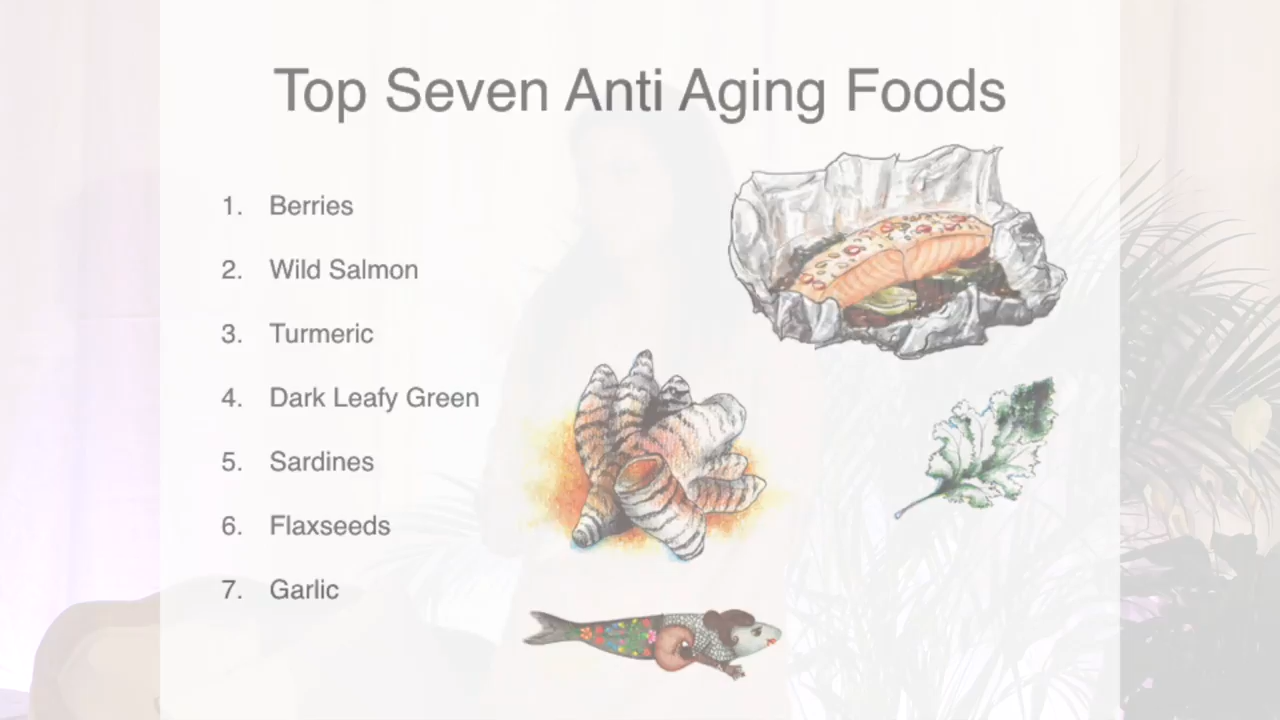 Top Seven Anti Aging Foods
1. Berries
2. Wild Salmon
3. Turmeric
4. Dark Leafy Green
5. Sardines
6. Flaxseeds
7. Garlic